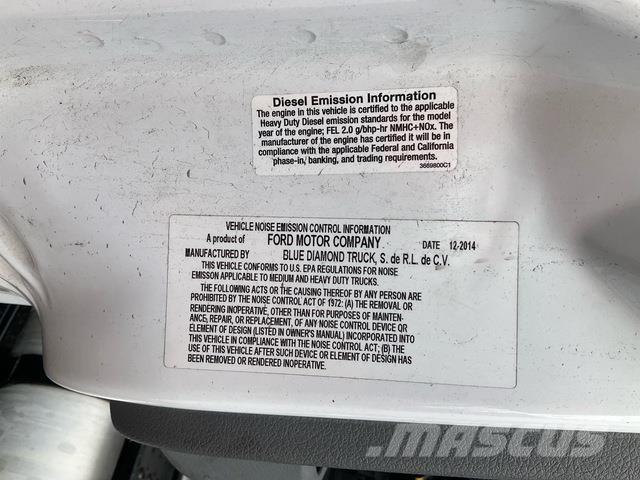 Diesel Emission Information
The engine in this vehicle is certified to the applicable
Heavy Duty Diesel emission standards for the model
year of the engine; FEL 2.0 g/bhp-hr NMHC+NOx. The
manufacturer of the engine has certified it will be in
compliance with the applicable Federal and California
phase-in, banking, and trading requirements.
3669800C1
VEHICLE NOISE EMISSION CONTROL INFORMATION
A product of FORD MOTOR COMPANY DATE 12-2014
MANUFACTURED BY BLUE DIAMOND TRUCK, S. de R.L. de C.V.
THIS VEHICLE CONFORMS TO U.S. EPA REGULATIONS FOR NOISE
EMISSION APPLICABLE TO MEDIUM AND HEAVY DUTY TRUCKS.
THE FOLLOWING ACTS OR THE CAUSING THEREOF BY ANY PERSON ARE
PROHIBITED BY THE NOISE CONTROL ACT OF 1972: (A) THE REMOVAL OR
RENDERING INOPERATIVE, OTHER THAN FOR PURPOSES OF MAINTEN-
ANCE, REPAIR, OR REPLACEMENT, OF ANY NOISE CONTROL DEVICE OR
ELEMENT OF DESIGN (LISTED IN OWNER'S MANUAL) INCORPORATED INTO
THIS VEHICLE IN COMPLIANCE WITH THE NOISE CONTROL ACT; (B) THE
USE OF THIS VEHICLE AFTER SUCH DEVICE OR ELEMENT OF DESIGN HAS
BEEN REMOVED OR RENDERED INOPERATIVE.
MASCUS